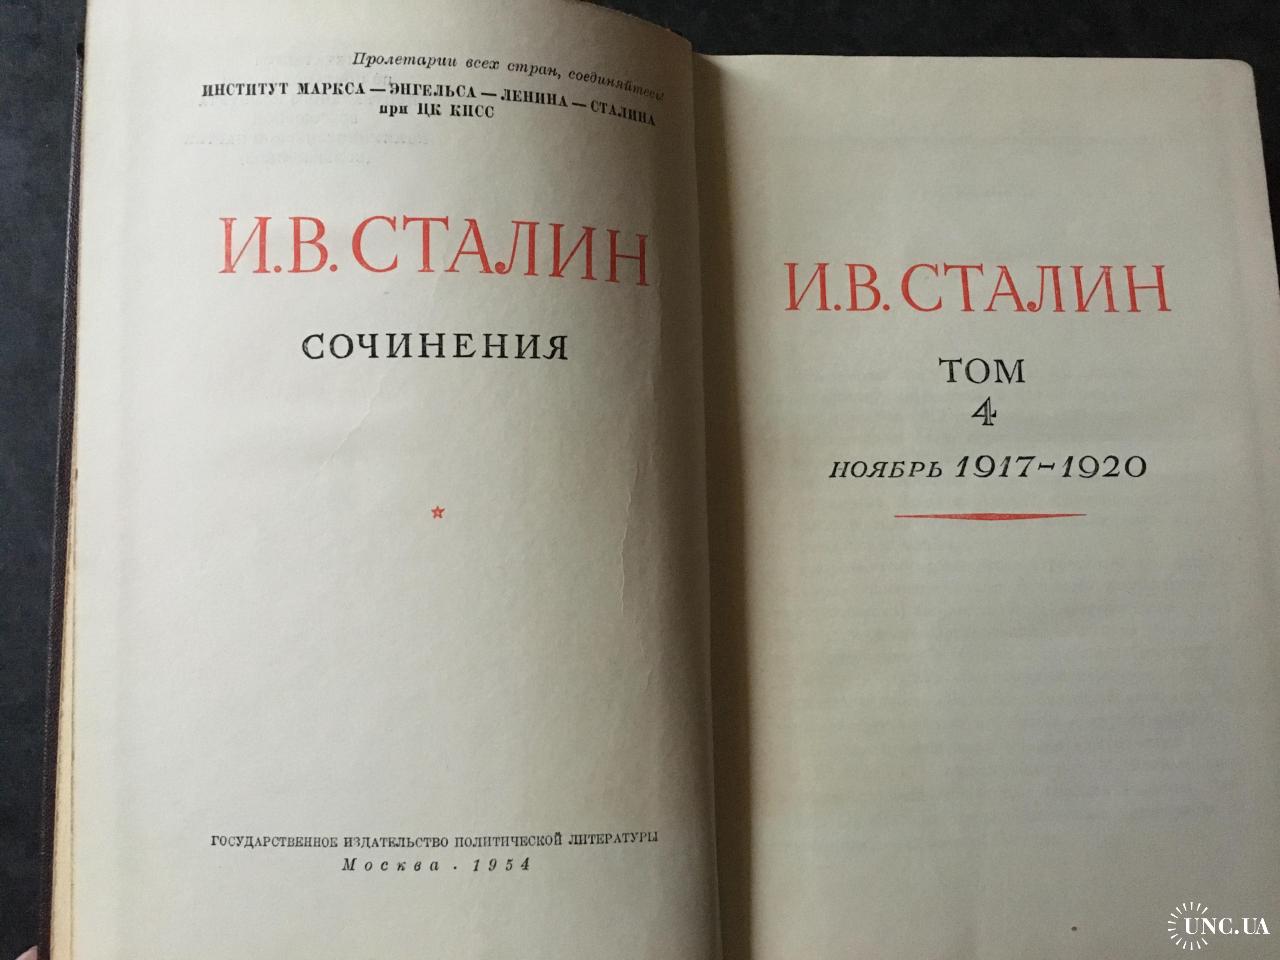 Пролетарии всех стран, соединяйтесь!
ИНСТИТУТ МАРКСА — ЭНГЕЛЬСА — ЛЕНИНА — СТАЛИНА
при ЦК КПСС
И. В. СТАЛИН
СОЧИНЕНИЯ
ГОСУДАРСТВЕННОЕ ИЗДАТЕЛЬСТВО ПОЛИТИЧЕСКОЙ ЛИТЕРАТУРЫ
Москва . 1954
И. В. СТАЛИН
ТОМ
4
НОЯБРЬ 1917-1920
UNC.UA